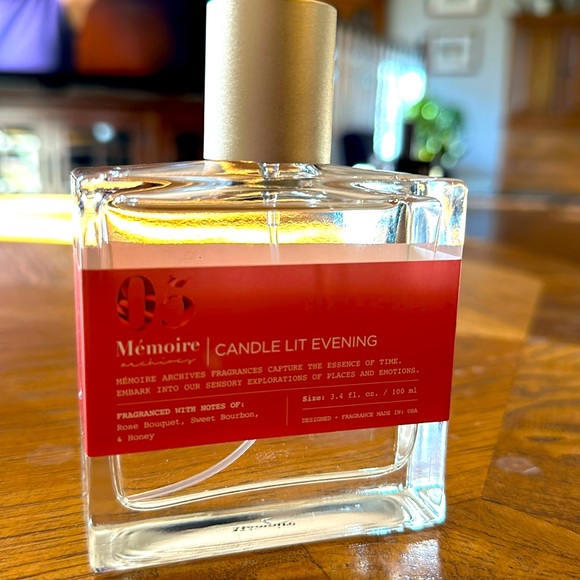 05
Mémoire
archives
CANDLE LIT EVENING
MÉMOIRE ARCHIVES FRAGRANCES CAPTURE THE ESSENCE OF TIME.
EMBARK INTO OUR SENSORY EXPLORATIONS OF PLACES AND EMOTIONS.
FRAGRANCED WITH NOTES OF:
Rose Bouquet, Sweet Bourbon,
& Honey
Size: 3.4 fl. oz. / 100 ml
DESIGNED + FRAGRANCE MADE IN: USA